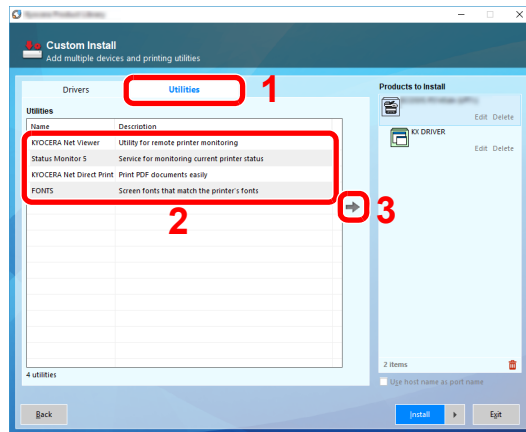 Custom Install
Add multiple devices and printing utilities
Drivers
Utilities
1
Products to Install
Edit Delete
KX DRIVER
Edit Delete
Utilities
Name Description
KYOCERA Net Viewer Utility for remote printer monitoring
Status Monitor 5 Service for monitoring current printer status
KYOCERA Net Direct Print Print PDF documents easily
FONTS Screen fonts that match the printer's fonts
2
3
4 utilities
2 items
Use host name as port name
Back
Install
Exit